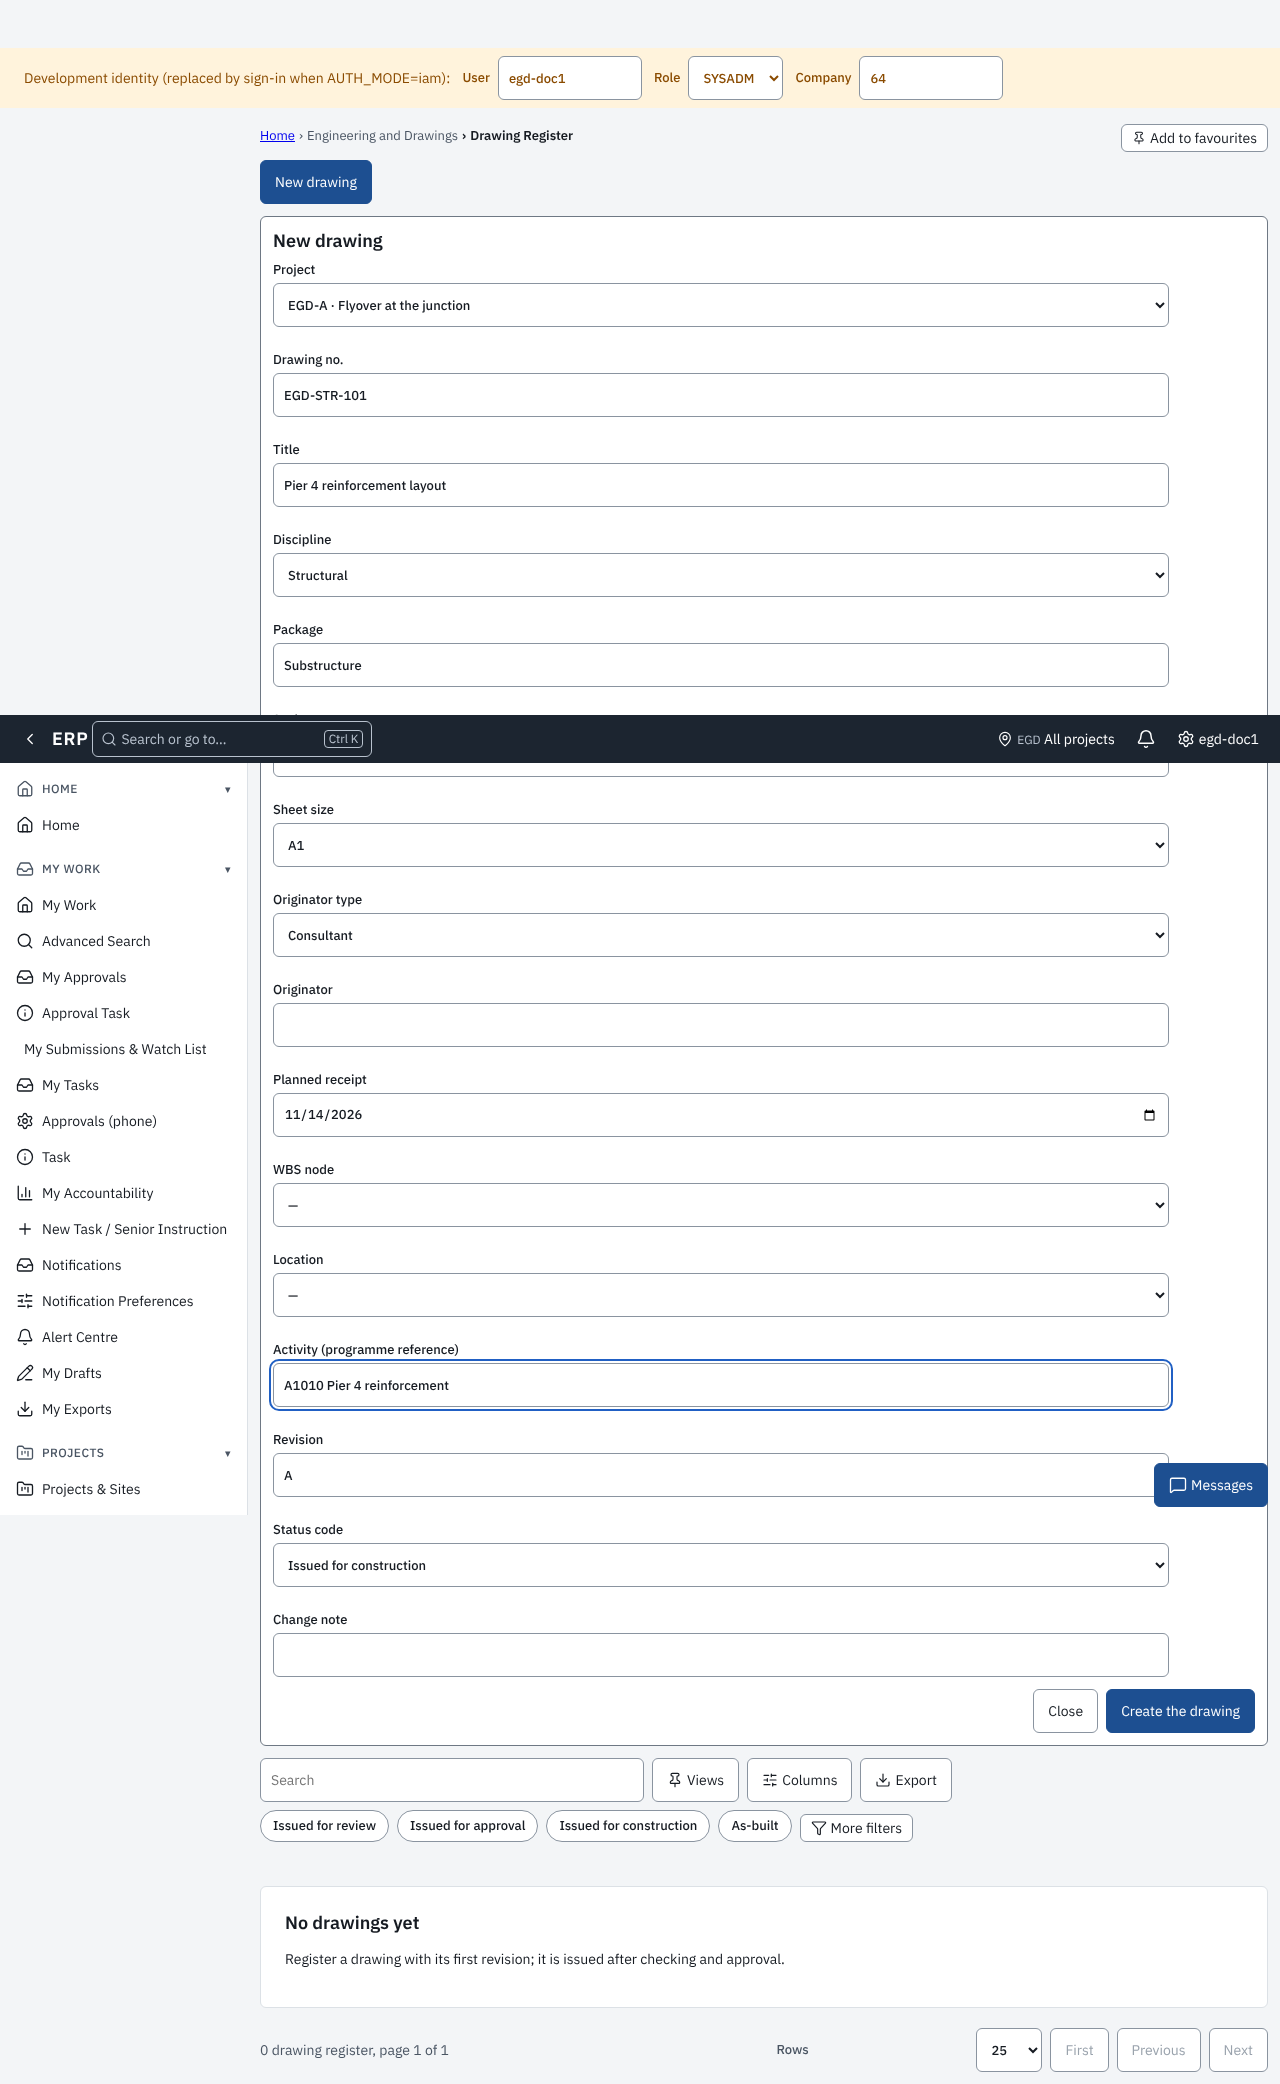 Development identity (replaced by sign-in when AUTH_MODE=iam): User egd-doc1 Role SYSADM Company 64
Home › Engineering and Drawings › Drawing Register
Add to favourites
New drawing
New drawing
Project
EGD-A · Flyover at the junction
Drawing no.
EGD-STR-101
Title
Pier 4 reinforcement layout
Discipline
Structural
Package
Substructure
ERP Search or go to... Ctrl K EGD All projects egd-doc1
HOME
Home
MY WORK
My Work
Advanced Search
My Approvals
Approval Task
My Submissions & Watch List
My Tasks
Approvals (phone)
Task
My Accountability
New Task / Senior Instruction
Notifications
Notification Preferences
Alert Centre
My Drafts
My Exports
PROJECTS
Projects & Sites
Sheet size
A1
Originator type
Consultant
Originator
Planned receipt
11/14/2026
WBS node
—
Location
—
Activity (programme reference)
A1010 Pier 4 reinforcement
Revision
A
Messages
Status code
Issued for construction
Change note
Close Create the drawing
Search Views Columns Export
Issued for review Issued for approval Issued for construction As-built More filters
No drawings yet
Register a drawing with its first revision; it is issued after checking and approval.
0 drawing register, page 1 of 1 Rows 25 First Previous Next